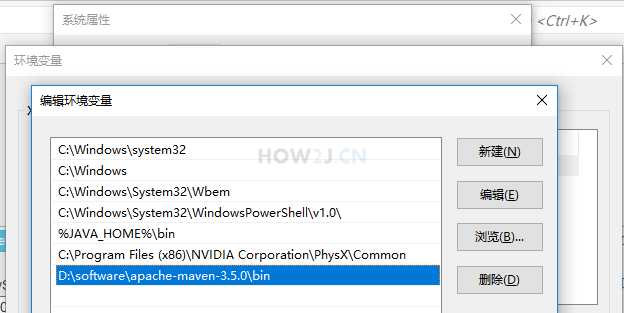 系统属性
<Ctrl+K>
环境变量
编辑环境变量
HOW2J.CN
C:\Windows\system32
C:\Windows
C:\Windows\System32\Wbem
C:\Windows\System32\WindowsPowerShell\v1.0\
%JAVA_HOME%\bin
C:\Program Files (x86)\NVIDIA Corporation\PhysX\Common
D:\software\apache-maven-3.5.0\bin
新建(N)
编辑(E)
浏览(B)...
删除(D)